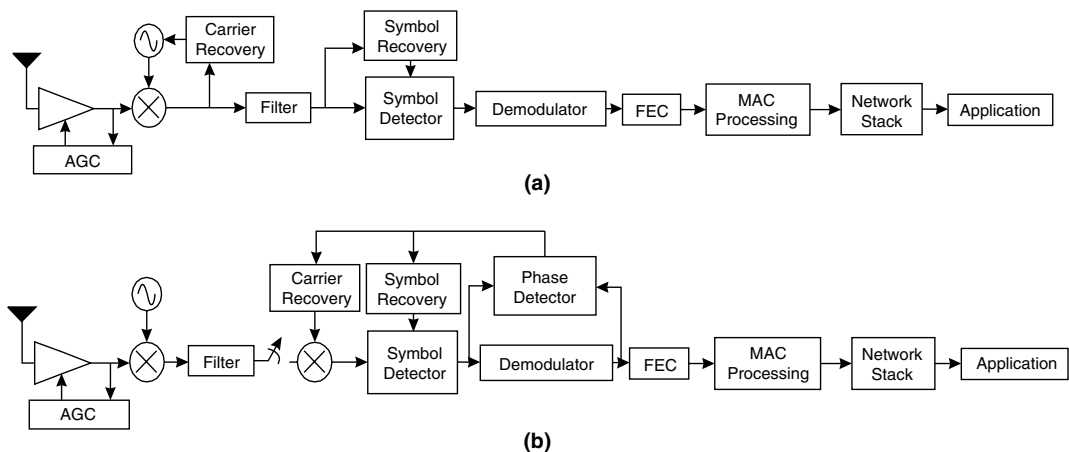 Carrier
Recovery
Symbol
Recovery
Filter
Symbol
Detector
Demodulator
FEC
MAC
Processing
Network
Stack
Application
AGC
(a)
Carrier
Recovery
Symbol
Recovery
Phase
Detector
Filter
Symbol
Detector
Demodulator
FEC
MAC
Processing
Network
Stack
Application
AGC
(b)